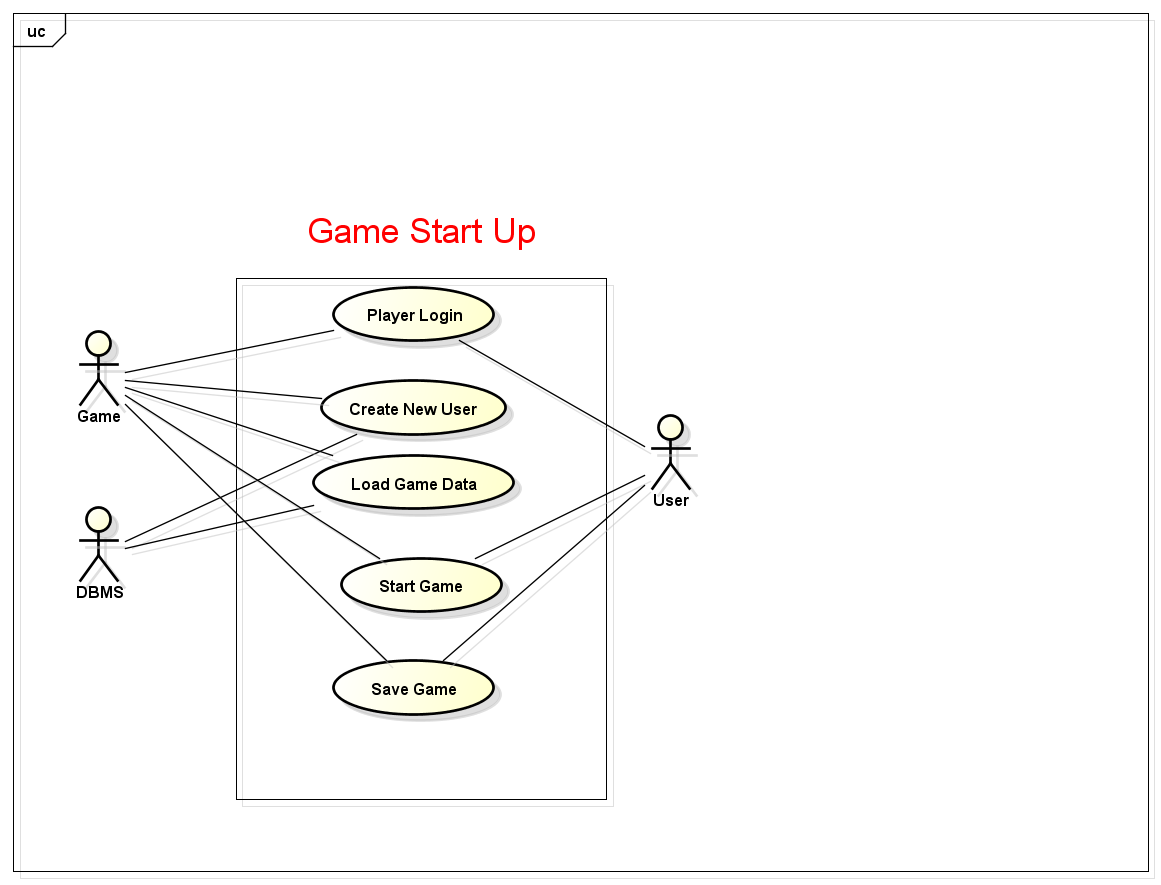 uc
Game Start Up
Player Login
Create New User
Game
Load Game Data
User
Start Game
DBMS
Save Game